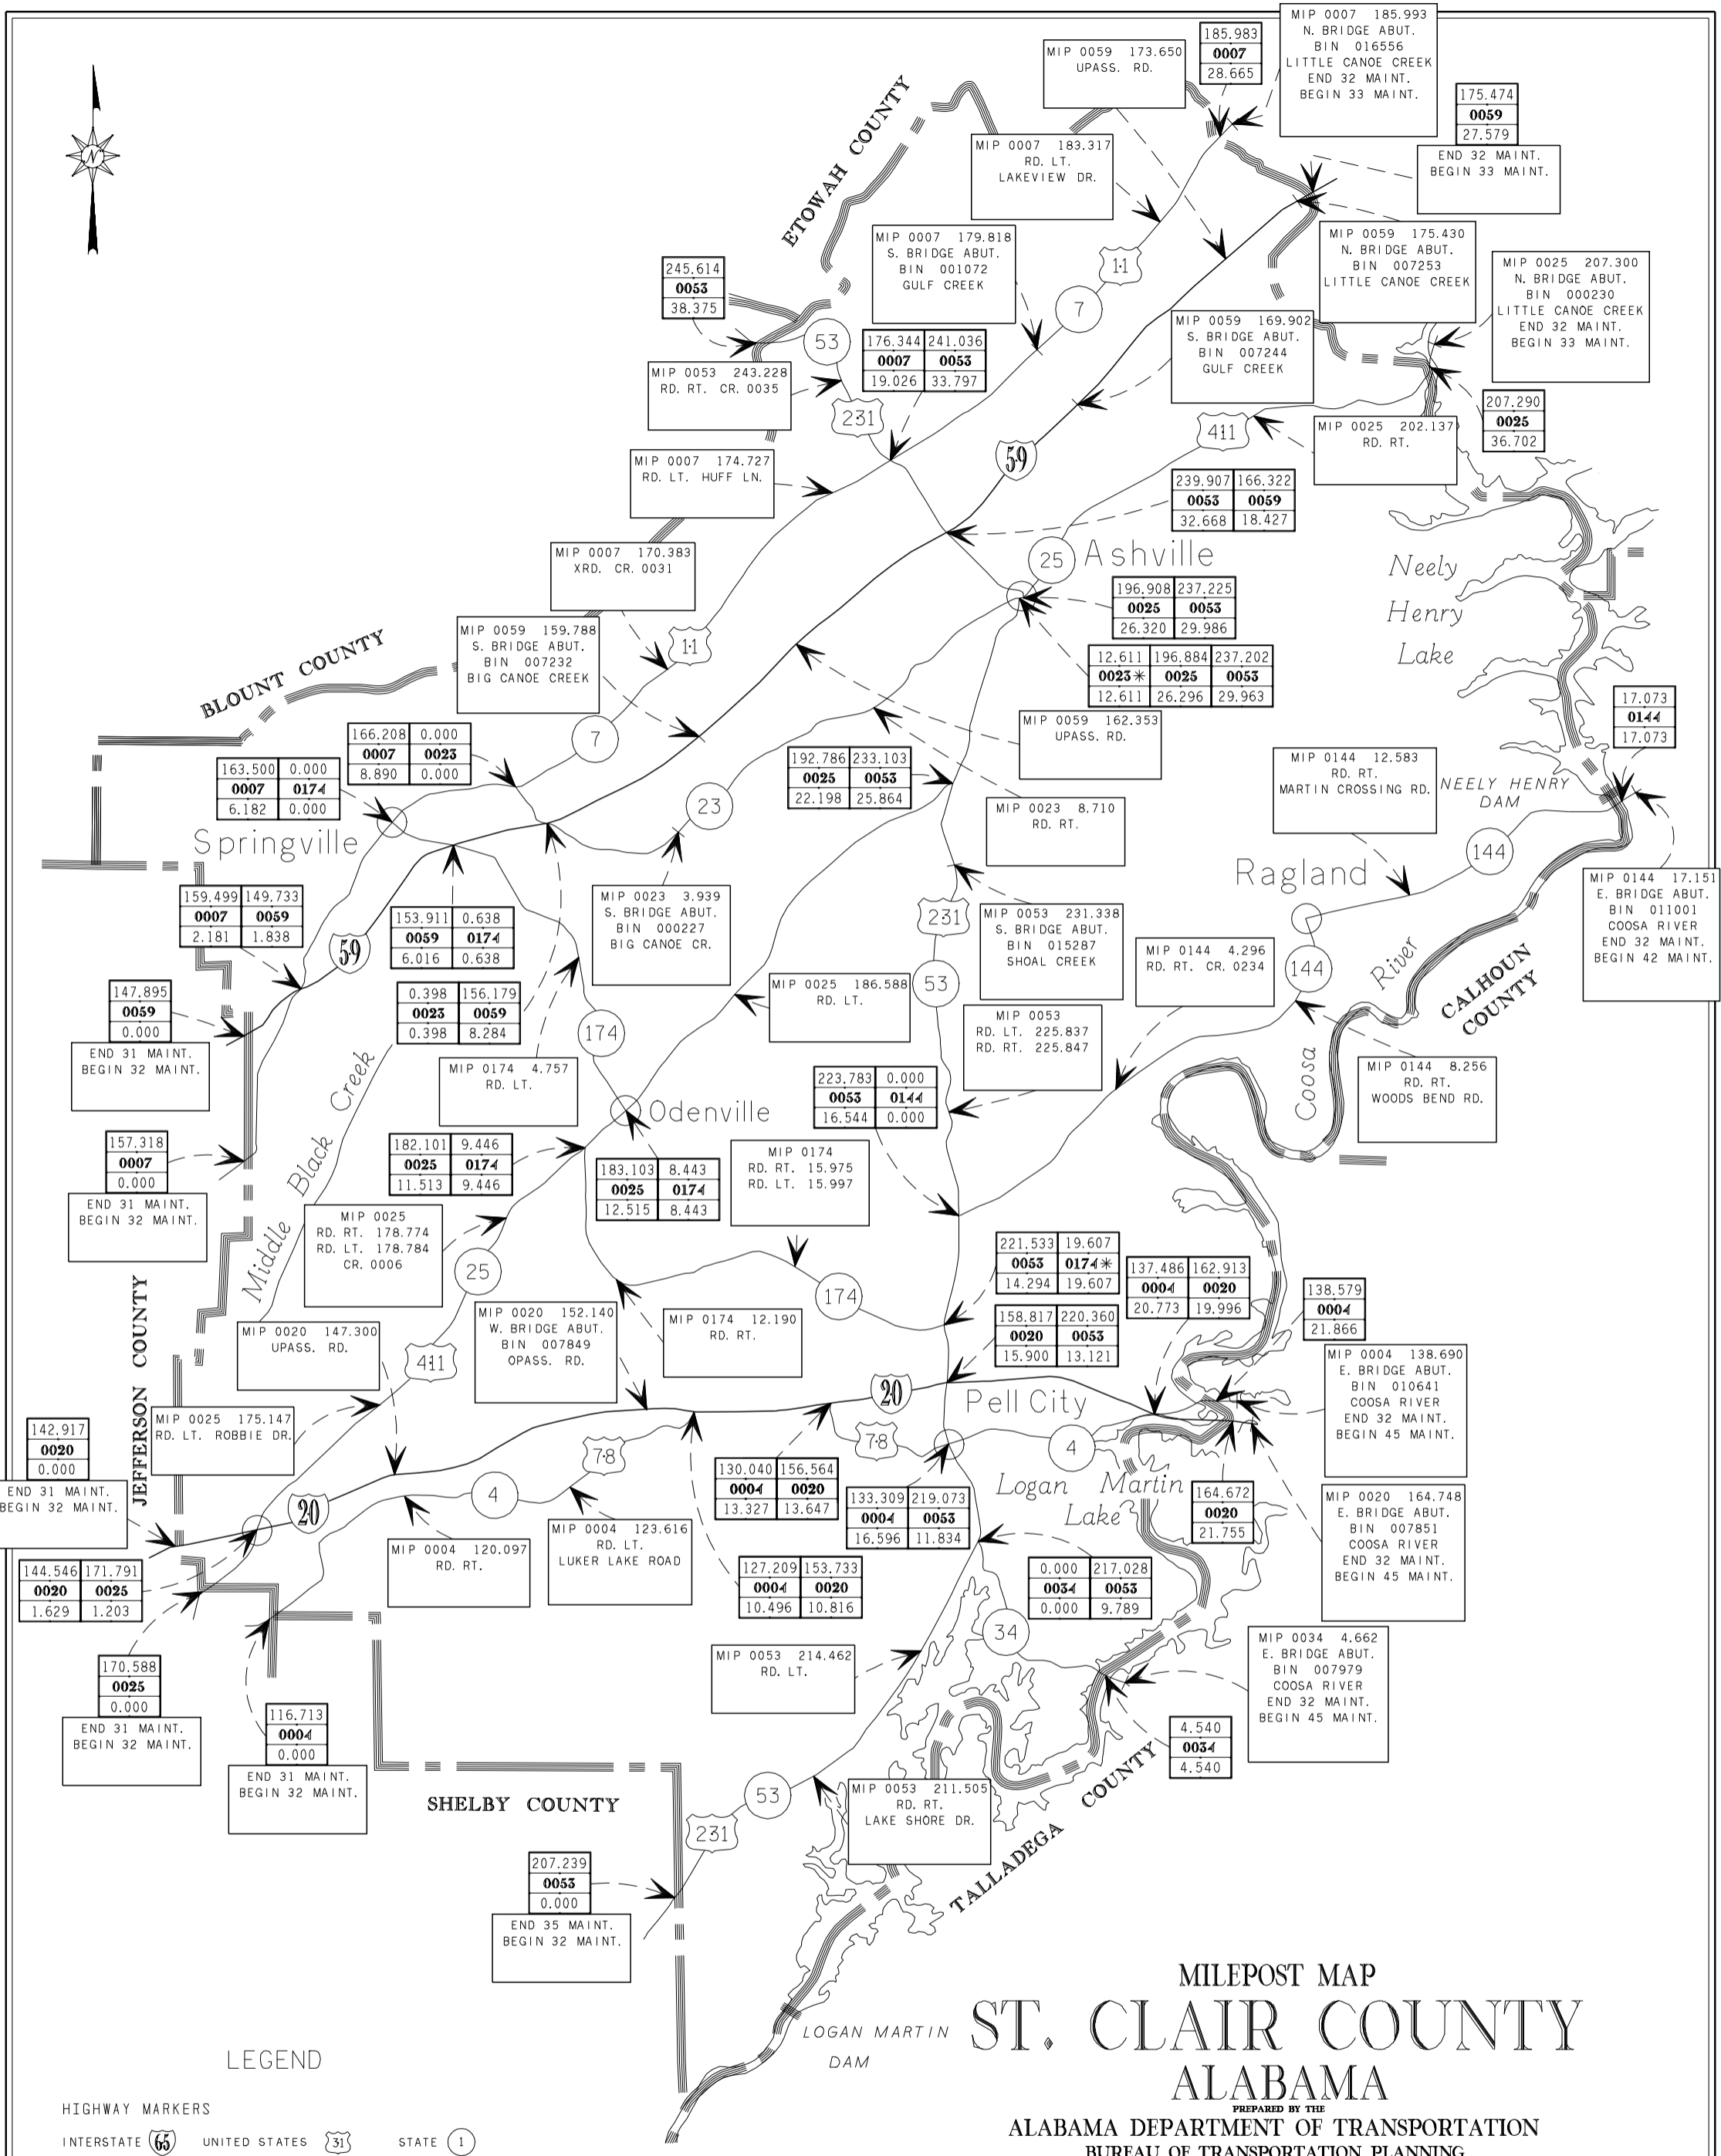 MIP 0007 185.993
N. BRIDGE ABUT.
BIN 016556
LITTLE CANOE CREEK
END 32 MAINT.
BEGIN 33 MAINT.
185.983
0007
28.665
MIP 0059 173.650
UPASS. RD.
175.474
0059
27.579
END 32 MAINT.
BEGIN 33 MAINT.
ETOWAH COUNTY
MIP 0007 183.317
RD. LT.
LAKEVIEW DR.
N
MIP 0007 179.818
S. BRIDGE ABUT.
BIN 001072
GULF CREEK
11
MIP 0059 175.430
N. BRIDGE ABUT.
BIN 007253
LITTLE CANOE CREEK
MIP 0025 207.300
N. BRIDGE ABUT.
BIN 000230
LITTLE CANOE CREEK
END 32 MAINT.
BEGIN 33 MAINT.
245.614
0053
38.375
7
53
MIP 0059 169.902
S. BRIDGE ABUT.
BIN 007244
GULF CREEK
176.344 241.036
0007 0053
19.026 33.797
MIP 0053 243.228
RD. RT. CR. 0035
231
411
207.290
0025
36.702
MIP 0025 202.137
RD. RT.
MIP 0007 174.727
RD. LT. HUFF LN.
59
239.907 166.322
0053 0059
32.668 18.427
MIP 0007 170.383
XRD. CR. 0031
25
Ashville
Neely
Henry
Lake
196.908 237.225
0025 0053
26.320 29.986
BLOUNT COUNTY
MIP 0059 159.788
S. BRIDGE ABUT.
BIN 007232
BIG CANOE CREEK
11
12.611 196.884 237.202
0023* 0025 0053
12.611 26.296 29.963
17.073
0144
17.073
MIP 0059 162.353
UPASS. RD.
166.208 0.000
0007 0023
8.890 0.000
7
163.500 0.000
0007 0174
6.182 0.000
192.786 233.103
0025 0053
22.198 25.864
MIP 0144 12.583
RD. RT.
MARTIN CROSSING RD.
NEELY HENRY
DAM
23
MIP 0023 8.710
RD. RT.
Springville
144
Ragland
MIP 0144 17.151
E. BRIDGE ABUT.
BIN 011001
COOSA RIVER
END 32 MAINT.
BEGIN 42 MAINT.
159.499 149.733
0007 0059
2.181 1.838
59
153.911 0.638
0059 0174
6.016 0.638
MIP 0023 3.939
S. BRIDGE ABUT.
BIN 000227
BIG CANOE CR.
231
MIP 0053 231.338
S. BRIDGE ABUT.
BIN 015287
SHOAL CREEK
MIP 0144 4.296
RD. RT. CR. 0234
144
River
CALHOUN
COUNTY
147.895
0059
0.000
END 31 MAINT.
BEGIN 32 MAINT.
0.398 156.179
0023 0059
0.398 8.284
MIP 0025 186.588
RD. LT.
53
MIP 0053
RD. LT. 225.837
RD. RT. 225.847
174
MIP 0174 4.757
RD. LT.
Coosa
MIP 0144 8.256
RD. RT.
WOODS BEND RD.
223.783 0.000
0053 0144
16.544 0.000
Odenville
157.318
0007
0.000
END 31 MAINT.
BEGIN 32 MAINT.
Middle Black Creek
182.101 9.446
0025 0174
11.513 9.446
183.103 8.443
0025 0174
12.515 8.443
MIP 0174
RD. RT. 15.975
RD. LT. 15.997
MIP 0025
RD. RT. 178.774
RD. LT. 178.784
CR. 0006
25
221.533 19.607
0053 0174*
14.294 19.607
137.486 162.913
0004 0020
20.773 19.996
138.579
0004
21.866
174
JEFFERSON COUNTY
MIP 0020 147.300
UPASS. RD.
411
MIP 0020 152.140
W. BRIDGE ABUT.
BIN 007849
OPASS. RD.
MIP 0174 12.190
RD. RT.
158.817 220.360
0020 0053
15.900 13.121
MIP 0004 138.690
E. BRIDGE ABUT.
BIN 010641
COOSA RIVER
END 32 MAINT.
BEGIN 45 MAINT.
20
Pell City
MIP 0025 175.147
RD. LT. ROBBIE DR.
142.917
0020
0.000
END 31 MAINT.
BEGIN 32 MAINT.
78
78
4
130.040 156.564
0004 0020
13.327 13.647
133.309 219.073
0004 0053
16.596 11.834
Logan Martin
Lake
164.672
0020
21.755
MIP 0020 164.748
E. BRIDGE ABUT.
BIN 007851
COOSA RIVER
END 32 MAINT.
BEGIN 45 MAINT.
20
4
MIP 0004 120.097
RD. RT.
MIP 0004 123.616
RD. LT.
LUKER LAKE ROAD
144.546 171.791
0020 0025
1.629 1.203
127.209 153.733
0004 0020
10.496 10.816
0.000 217.028
0034 0053
0.000 9.789
34
MIP 0053 214.462
RD. LT.
MIP 0034 4.662
E. BRIDGE ABUT.
BIN 007979
COOSA RIVER
END 32 MAINT.
BEGIN 45 MAINT.
170.588
0025
0.000
END 31 MAINT.
BEGIN 32 MAINT.
116.713
0004
0.000
END 31 MAINT.
BEGIN 32 MAINT.
4.540
0034
4.540
SHELBY COUNTY
53
231
MIP 0053 211.505
RD. RT.
LAKE SHORE DR.
TALLADEGA COUNTY
207.239
0053
0.000
END 35 MAINT.
BEGIN 32 MAINT.
LOGAN MARTIN
DAM
MILEPOST MAP
ST. CLAIR COUNTY
ALABAMA
PREPARED BY THE
ALABAMA DEPARTMENT OF TRANSPORTATION
BUREAU OF TRANSPORTATION PLANNING
LEGEND
HIGHWAY MARKERS
INTERSTATE 65 UNITED STATES 31 STATE 1